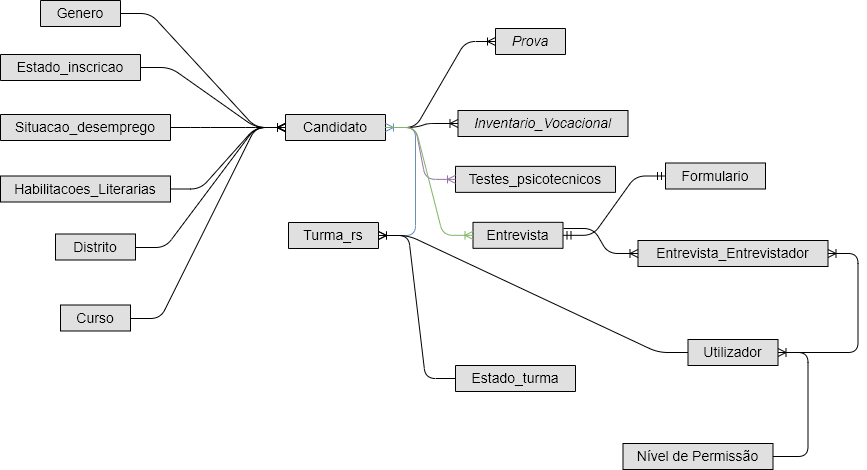 Genero
Prova
Estado_inscricao
Situacao_desemprego
Candidato
Inventario_Vocacional
Habilitacoes_Literarias
Testes_psicotecnicos
Formulario
Distrito
Turma_rs
Entrevista
Entrevista_Entrevistador
Curso
Utilizador
Estado_turma
Nível de Permissão